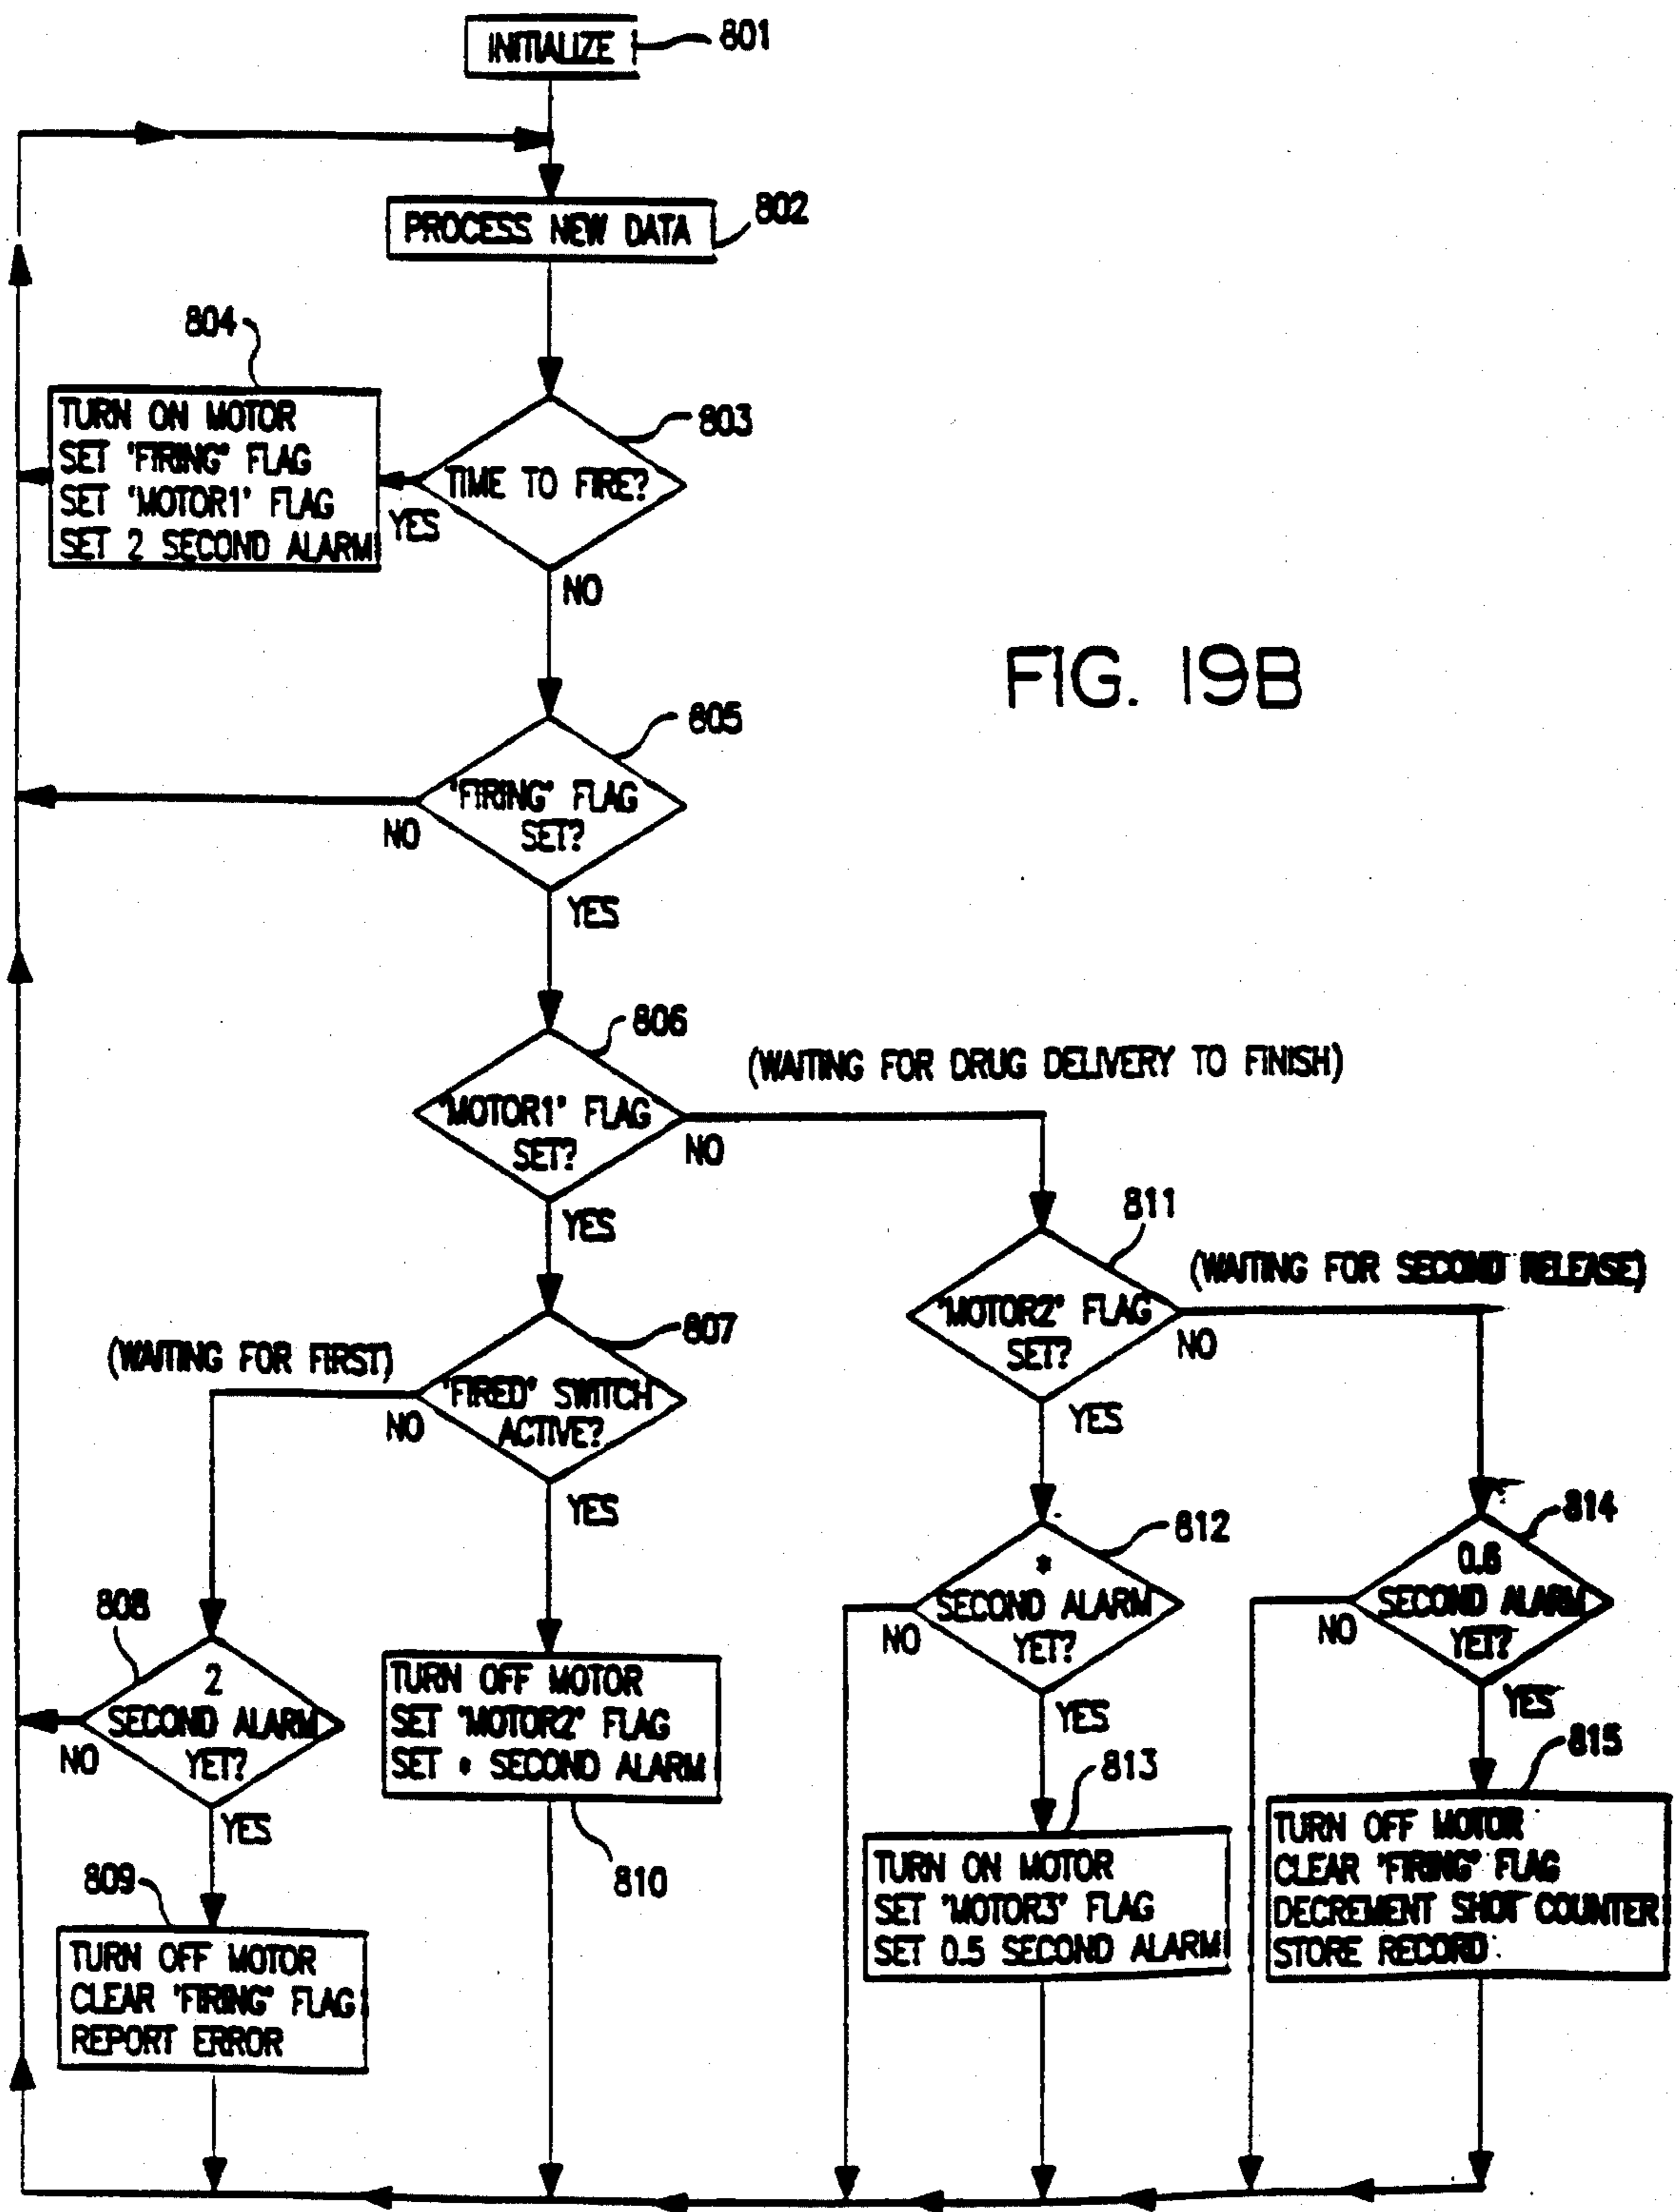 INITIALIZE
801
PROCESS NEW DATA
802
804
TURN ON MOTOR
SET "FIRING" FLAG
SET "MOTOR1" FLAG
SET 2 SECOND ALARM
803
TIME TO FIRE?
YES
NO
FIG. 19B
805
"FIRING" FLAG
SET?
NO
YES
806
"MOTOR1" FLAG
SET?
(WAITING FOR DRUG DELIVERY TO FINISH)
NO
YES
811
"MOTOR2" FLAG
SET?
(WAITING FOR SECOND RELEASE)
NO
YES
807
(WAITING FOR FIRST)
"FIRED" SWITCH
ACTIVE?
NO
YES
812
*
SECOND ALARM
YET?
NO
YES
814
0.6
SECOND ALARM
YET?
NO
YES
808
2
SECOND ALARM
YET?
NO
YES
TURN OFF MOTOR
SET "MOTOR2" FLAG
SET * SECOND ALARM
810
813
TURN ON MOTOR
SET "MOTOR3" FLAG
SET 0.5 SECOND ALARM
815
TURN OFF MOTOR
CLEAR "FIRING" FLAG
DECREMENT SHOT COUNTER
STORE RECORD
809
TURN OFF MOTOR
CLEAR "FIRING" FLAG
REPORT ERROR